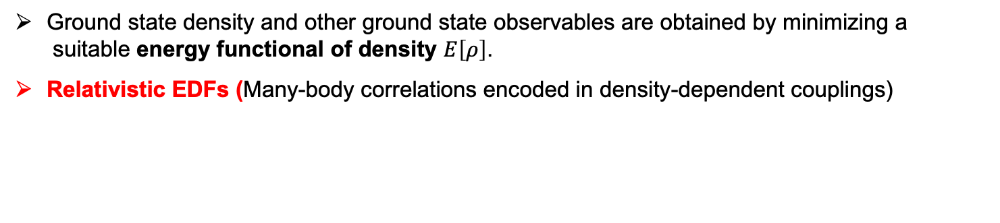 ➢ Ground state density and other ground state observables are obtained by minimizing a
suitable energy functional of density E[ρ].
➢ Relativistic EDFs (Many-body correlations encoded in density-dependent couplings)